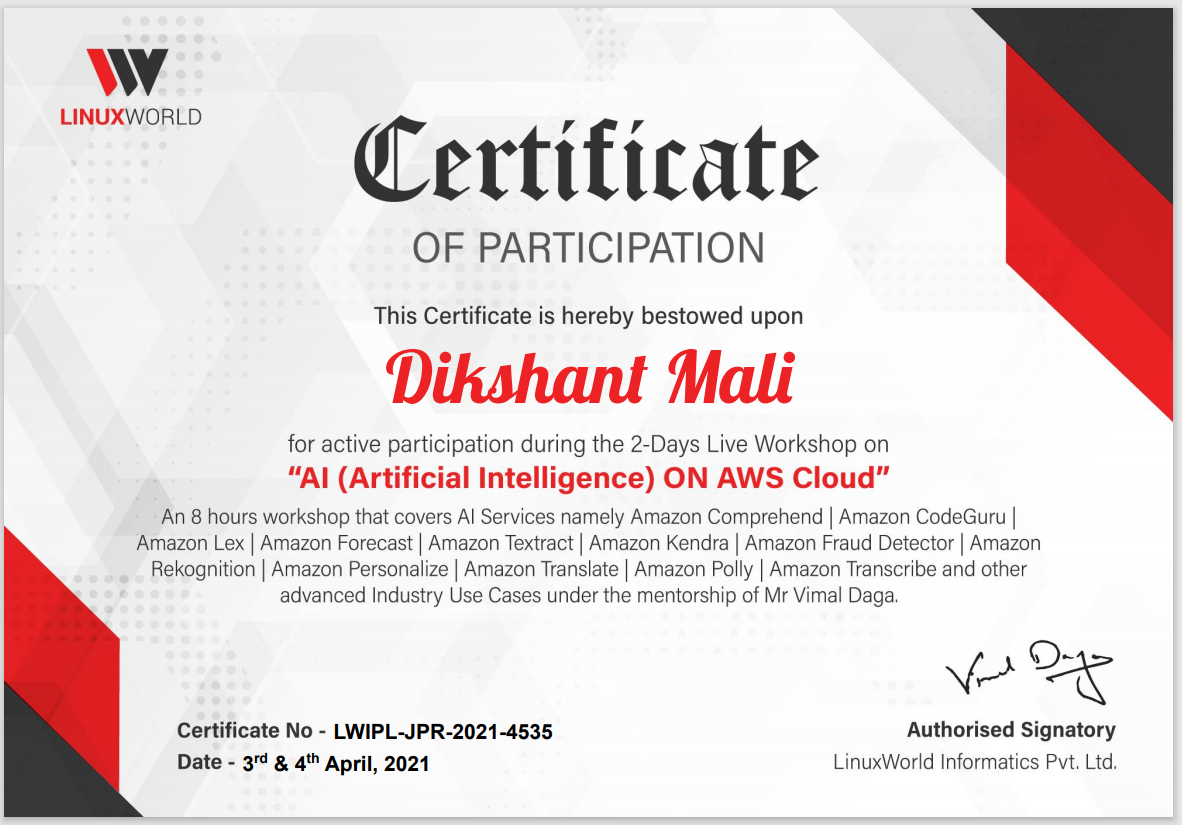 LINUXWORLD
Certificate
OF PARTICIPATION
This Certificate is hereby bestowed upon
Dikshant Mali
for active participation during the 2-Days Live Workshop on
“AI (Artificial Intelligence) ON AWS Cloud”
An 8 hours workshop that covers AI Services namely Amazon Comprehend | Amazon CodeGuru |
Amazon Lex | Amazon Forecast | Amazon Textract | Amazon Kendra | Amazon Fraud Detector | Amazon
Rekognition | Amazon Personalize | Amazon Translate | Amazon Polly | Amazon Transcribe and other
advanced Industry Use Cases under the mentorship of Mr Vimal Daga.
Vimal Daga
Certificate No - LWIPL-JPR-2021-4535
Authorised Signatory
Date - 3rd & 4th April, 2021
LinuxWorld Informatics Pvt. Ltd.